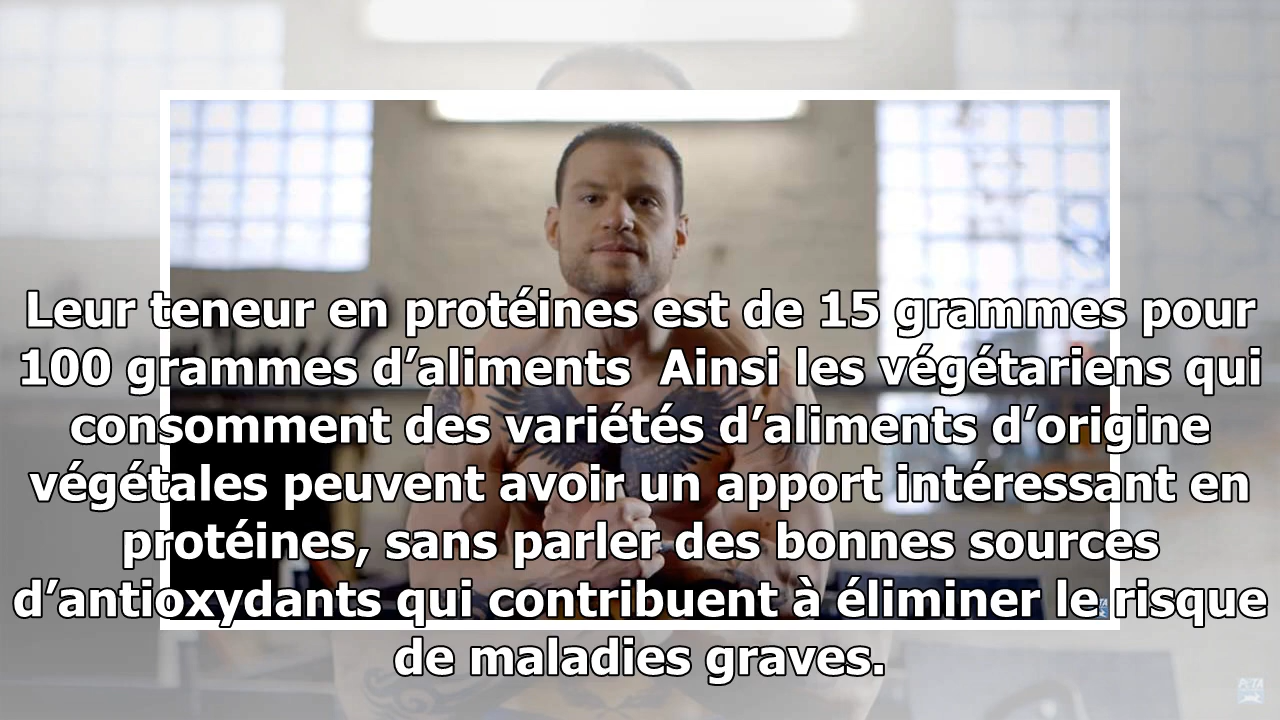 Leur teneur en protéines est de 15 grammes pour
100 grammes d’aliments  Ainsi les végétariens qui
consomment des variétés d’aliments d’origine
végétales peuvent avoir un apport intéressant en
protéines, sans parler des bonnes sources
d’antioxydants qui contribuent à éliminer le risque
de maladies graves.
PETA